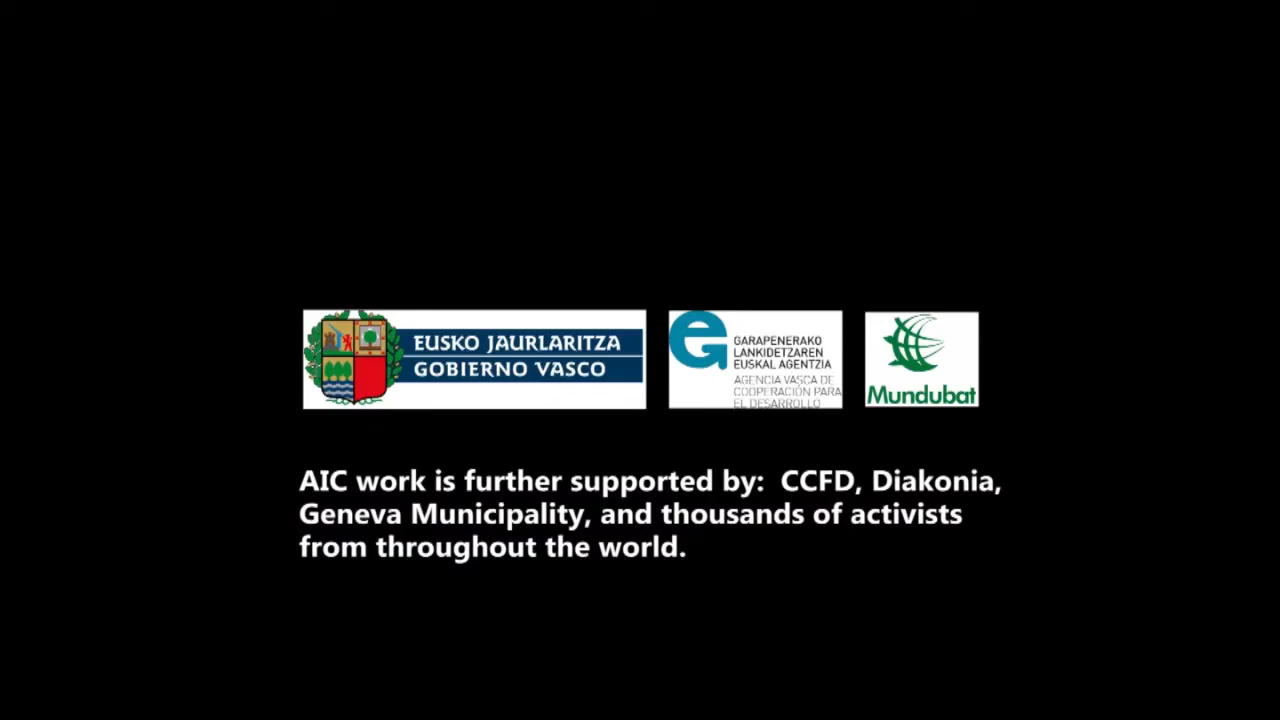 EUSKO JAURLARITZA
GOBIERNO VASCO
GARAPENERAKO
LANKIDETZAREN
EUSKAL AGENTZIA
AGENCIA VASCA DE
COOPERACIÓN PARA
EL DESARROLLO
Mundubat
AIC work is further supported by:  CCFD, Diakonia,
Geneva Municipality, and thousands of activists
from throughout the world.